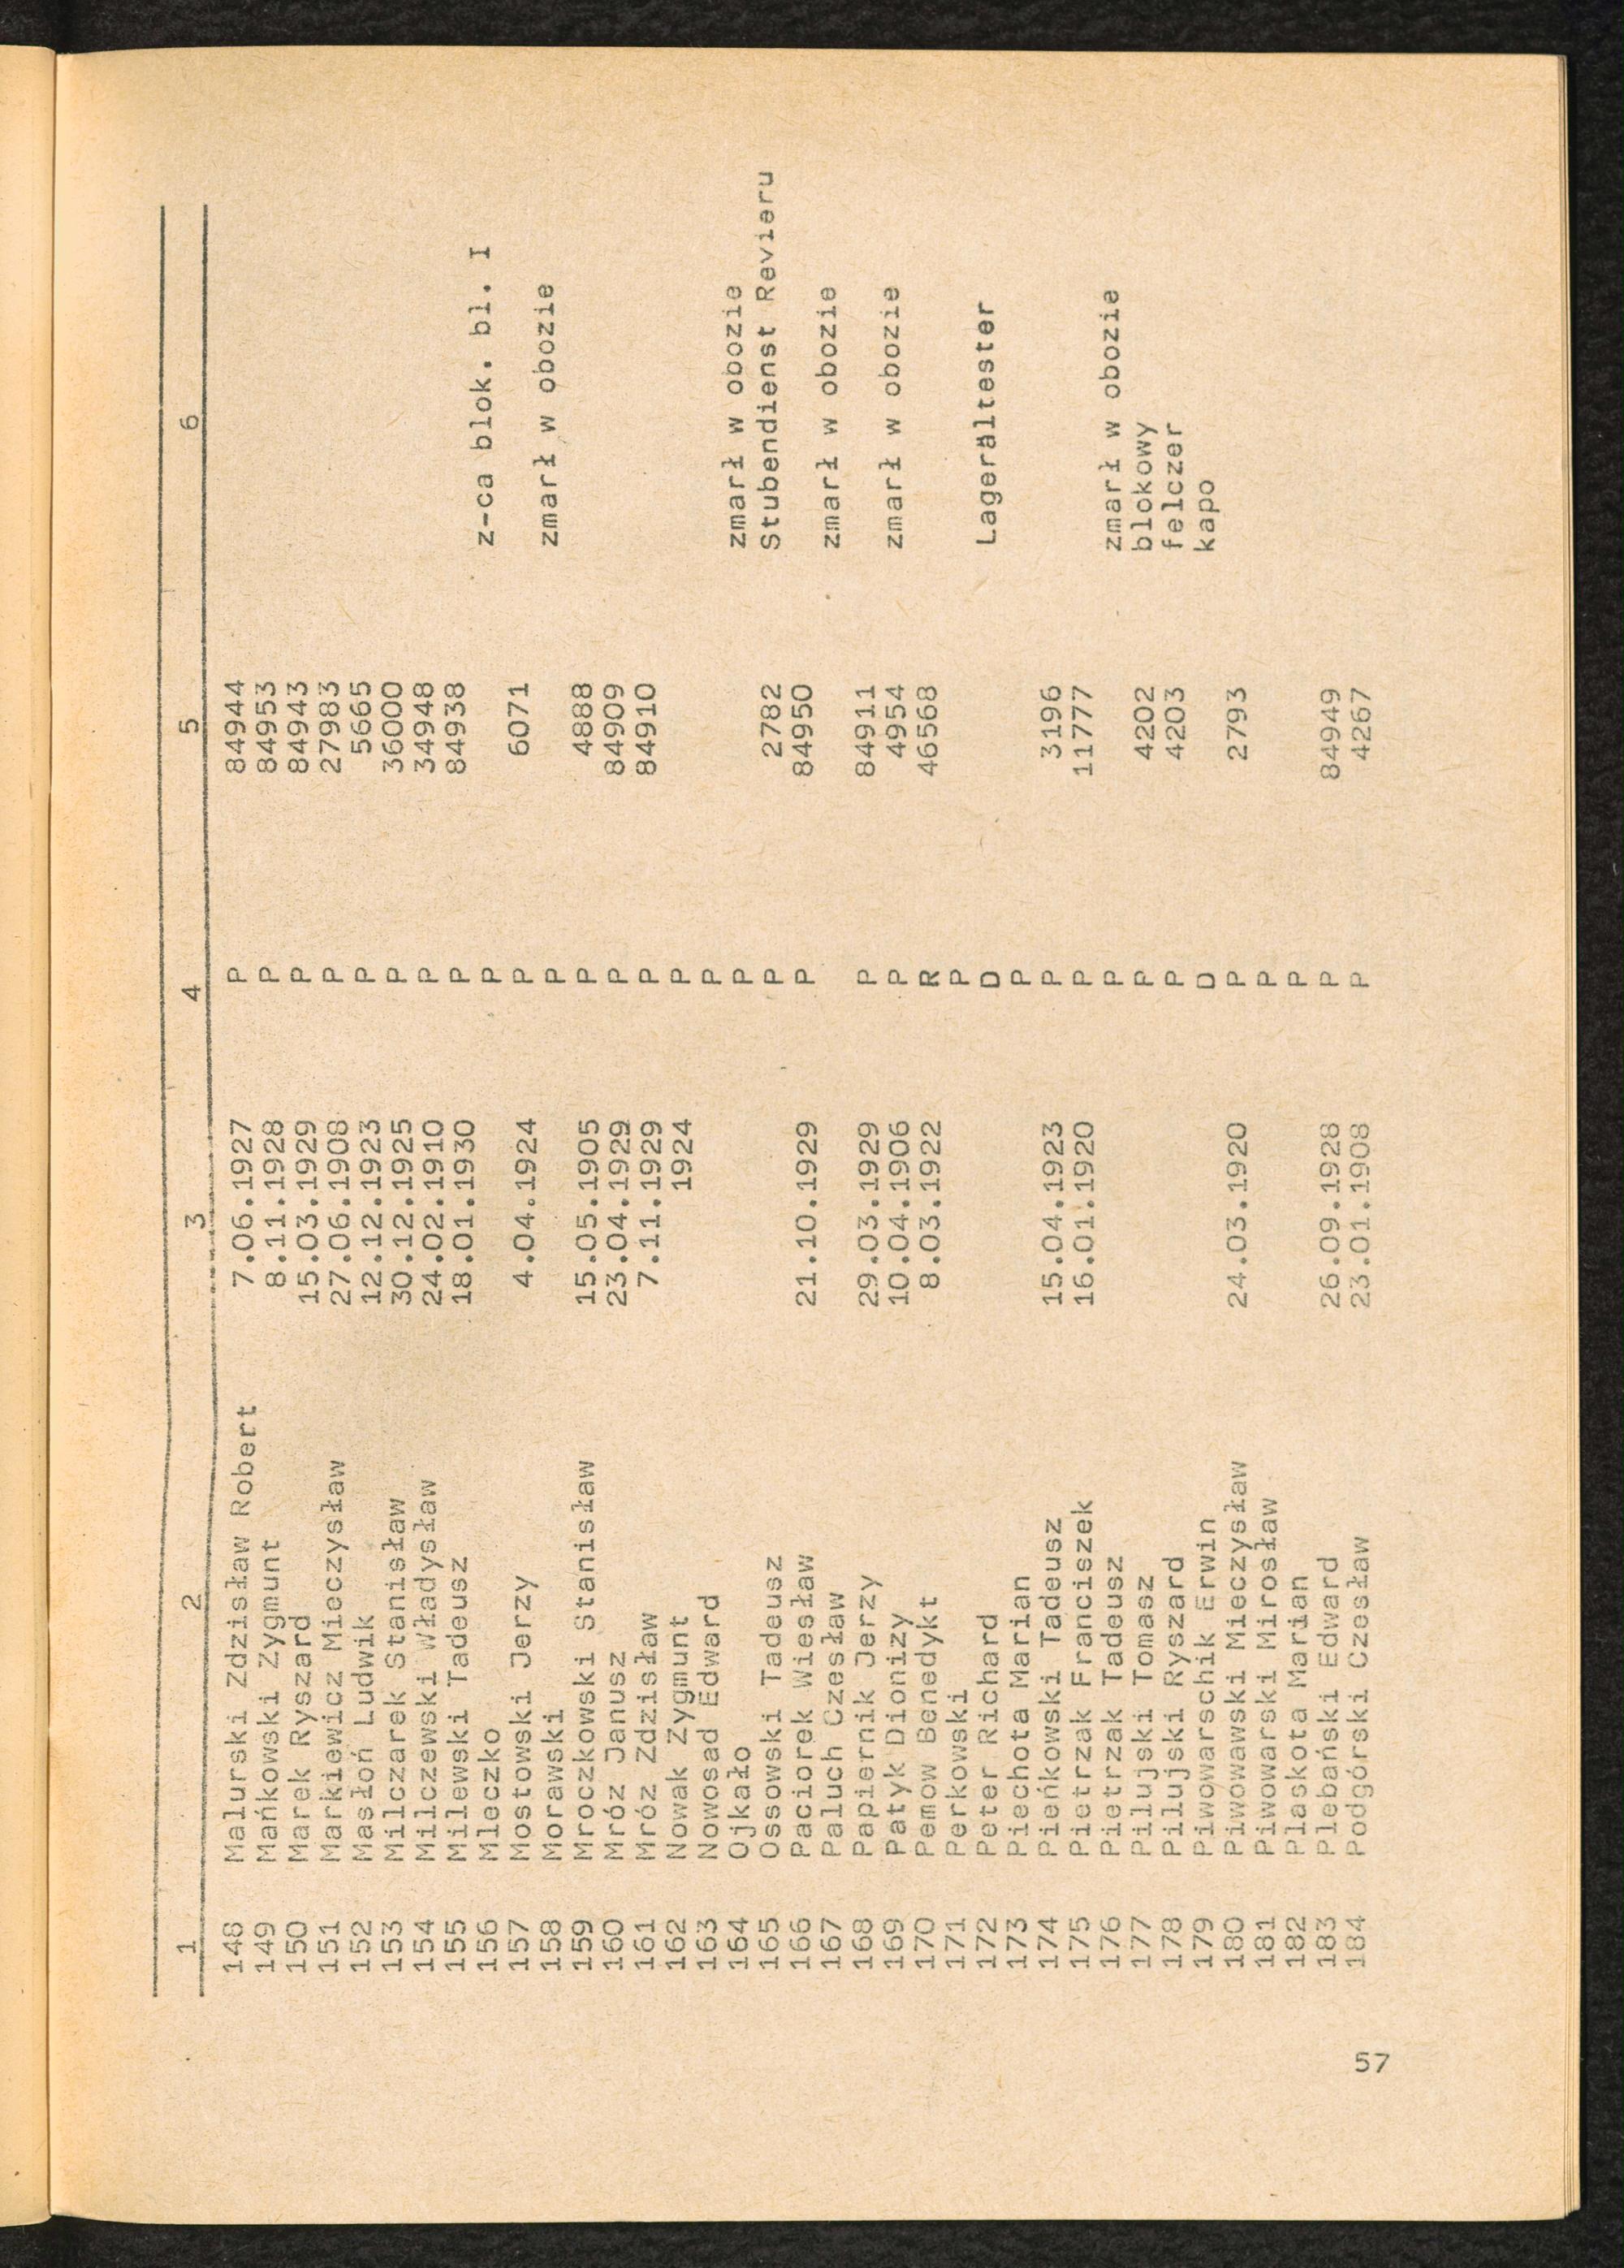 1 2 3 4 5 6
148 Malurski Zdzisław Robert 7.06.1927 P 84944
149 Mańkowski Zygmunt 8.11.1928 P 84953
150 Marek Ryszard 15.03.1929 P 84943
151 Markiewicz Mieczysław 27.06.1908 P 27983
152 Masłoń Ludwik 12.12.1923 P 5665
153 Milczarek Stanisław 30.12.1925 P 36000
154 Milczewski Władysław 24.02.1910 P 34948
155 Milewski Tadeusz 18.01.1930 P 84938
156 Mleczko P z-ca blok. bl. I
157 Mostowski Jerzy 4.04.1924 P 6071
158 Morawski P zmarł w obozie
159 Mroczkowski Stanisław 15.05.1905 P 4888
160 Mróz Janusz 23.04.1929 P 84909
161 Mróz Zdzisław 7.11.1929 P 84910
162 Nowak Zygmunt 1924 P
163 Nowosad Edward P
164 Ojkało P zmarł w obozie
165 Ossowski Tadeusz P 2782 Stubendienst Revieru
166 Paciorek Wiesław 21.10.1929 P 84950
167 Paluch Czesław zmarł w obozie
168 Papiernik Jerzy 29.03.1929 P 84911
169 Patyk Dionizy 10.04.1906 P 4954 zmarł w obozie
170 Pemow Benedykt 8.03.1922 R 46568
171 Perkowski P
172 Peter Richard D Lagerältester
173 Piechota Marian P
174 Pieńkowski Tadeusz 15.04.1923 P 3196
175 Pietrzak Franciszek 16.01.1920 P 11777
176 Pietrzak Tadeusz P zmarł w obozie
177 Pilujski Tomasz P 4202 blokowy
178 Pilujski Ryszard P 4203 felczer
179 Piwowarschik Erwin D kapo
180 Piwowawski Mieczysław 24.03.1920 P 2793
181 Piwowarski Mirosław P
182 Plaskota Marian P
183 Plebański Edward 26.09.1928 P 84949
184 Podgórski Czesław 23.01.1908 P 4267
57